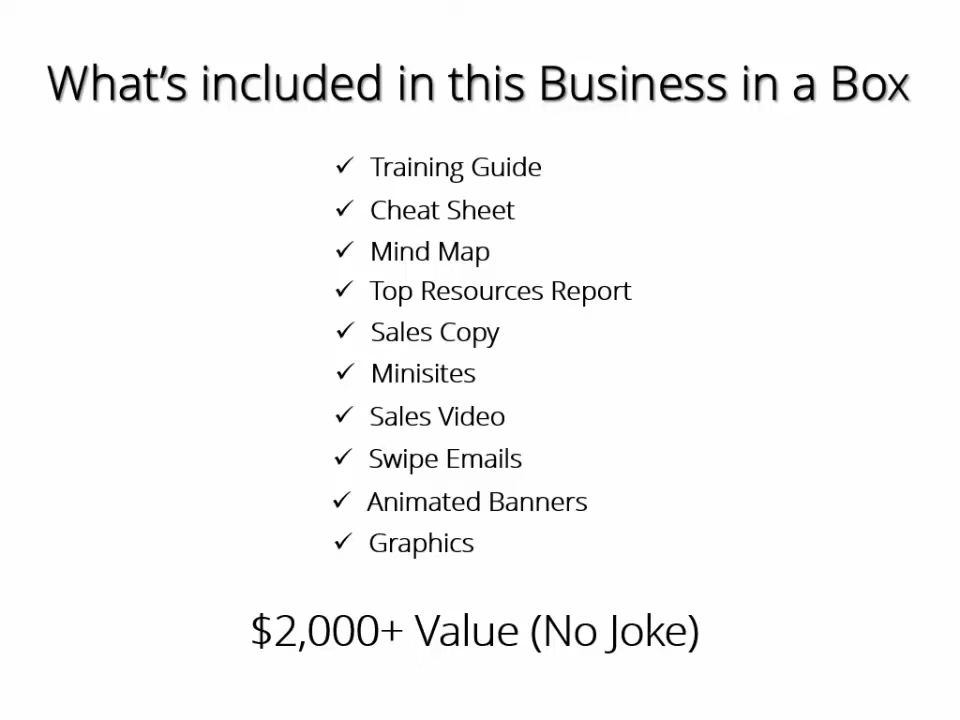 What's included in this Business in a Box
✓ Training Guide
✓ Cheat Sheet
✓ Mind Map
✓ Top Resources Report
✓ Sales Copy
✓ Minisites
✓ Sales Video
✓ Swipe Emails
✓ Animated Banners
✓ Graphics
$2,000+ Value (No Joke)